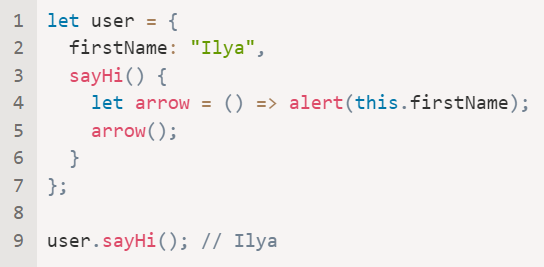 1 let user = {
2   firstName: "Ilya",
3   sayHi() {
4     let arrow = () => alert(this.firstName);
5     arrow();
6   }
7 };
8
9 user.sayHi(); // Ilya